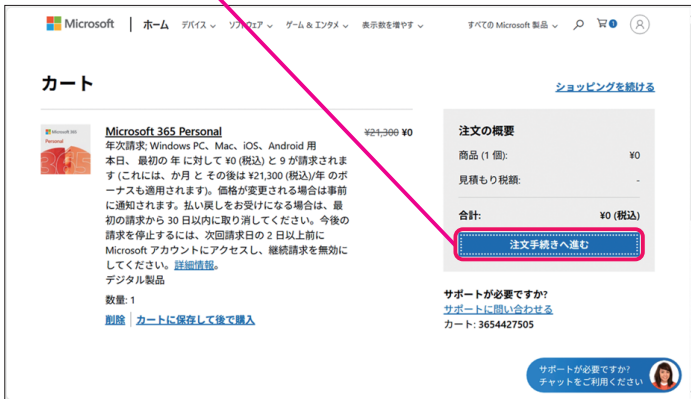 Microsoft ホーム デバイス ソフトウェア ゲーム & エンタメ 表示数を増やす すべての Microsoft 製品 0
カート
ショッピングを続ける
Microsoft 365
Personal
365
Microsoft 365 Personal
¥21,300 ¥0
年次請求; Windows PC、Mac、iOS、Android 用
本日、 最初の 年 に対して ¥0 (税込) と 9 が請求されま
す (これには、か月 と その後は ¥21,300 (税込)/年 のボ
ーナスも適用されます)。価格が変更される場合は事前
に通知されます。払い戻しをお受けになる場合は、最
初の請求から 30 日以内に取り消してください。今後の
請求を停止するには、次回請求日の 2 日以上前に
Microsoft アカウントにアクセスし、継続請求を無効に
してください。詳細情報。
デジタル製品
数量: 1
削除 カートに保存して後で購入
注文の概要
商品 (1 個): ¥0
見積もり税額: -
合計: ¥0 (税込)
注文手続きへ進む
サポートが必要ですか?
サポートに問い合わせる
カート: 3654427505
サポートが必要ですか?
チャットをご利用ください